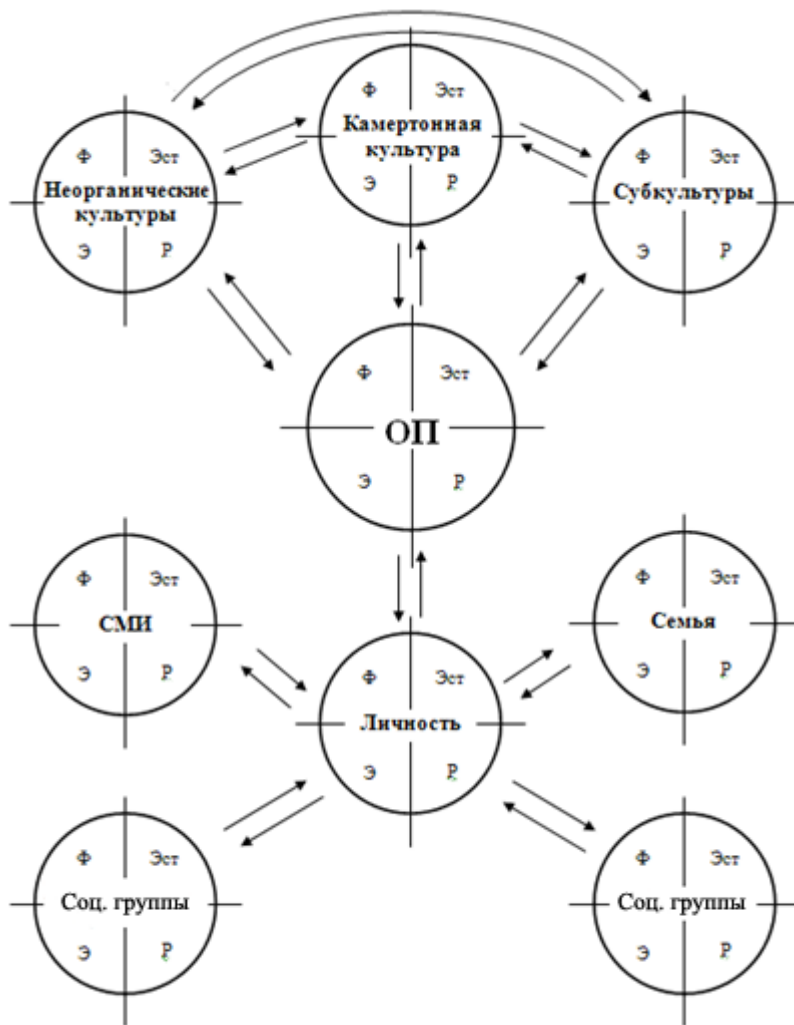 Ф Эст
Камертонная
культура
Э Р
Ф Эст
Неорганические
культуры
Э Р
Ф Эст
Субкультуры
Э Р
Ф Эст
ОП
Э Р
Ф Эст
СМИ
Э Р
Ф Эст
Семья
Э Р
Ф Эст
Личность
Э Р
Ф Эст
Соц. группы
Э Р
Ф Эст
Соц. группы
Э Р